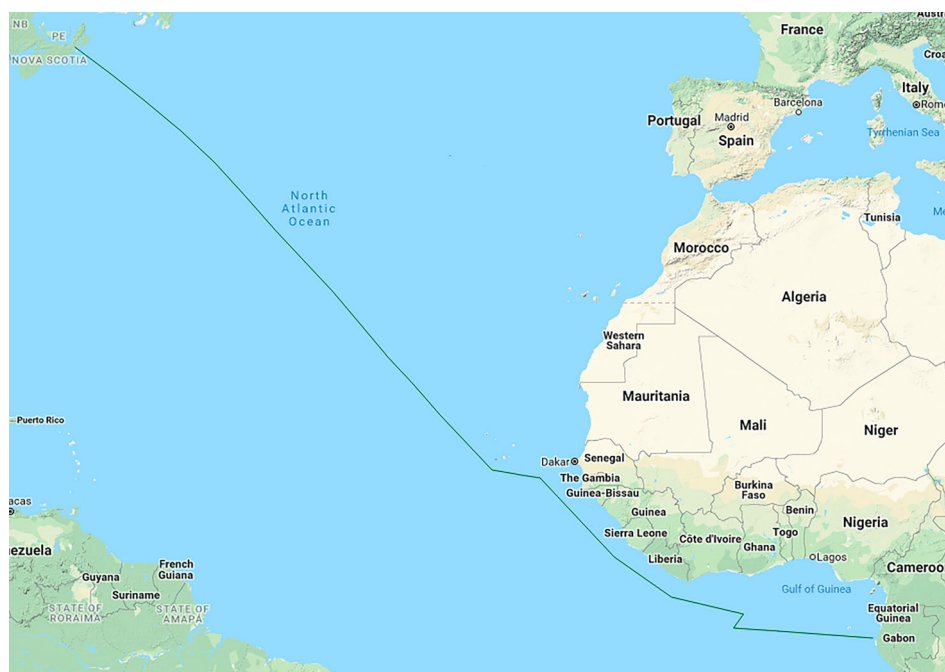 NB
PE
NOVA SCOTIA
France
Austr
Croa
Italy
Rom
Barcelona
Portugal
Madrid
Spain
Tyrrhenian Sea
Me
North
Atlantic
Ocean
Tunisia
Morocco
Algeria
Western
Sahara
Mauritania
Mali
Niger
Puerto Rico
Dakar
Senegal
The Gambia
Guinea-Bissau
Burkina
Faso
Guinea
Benin
Nigeria
Sierra Leone
Côte d'Ivoire
Togo
Ghana
Liberia
Lagos
Cameroo
acas
nezuela
Guyana
French
Guiana
Suriname
STATE OF
RORAIMA
STATE OF
AMAPÁ
Gulf of Guinea
Equatorial
Guinea
Gabon